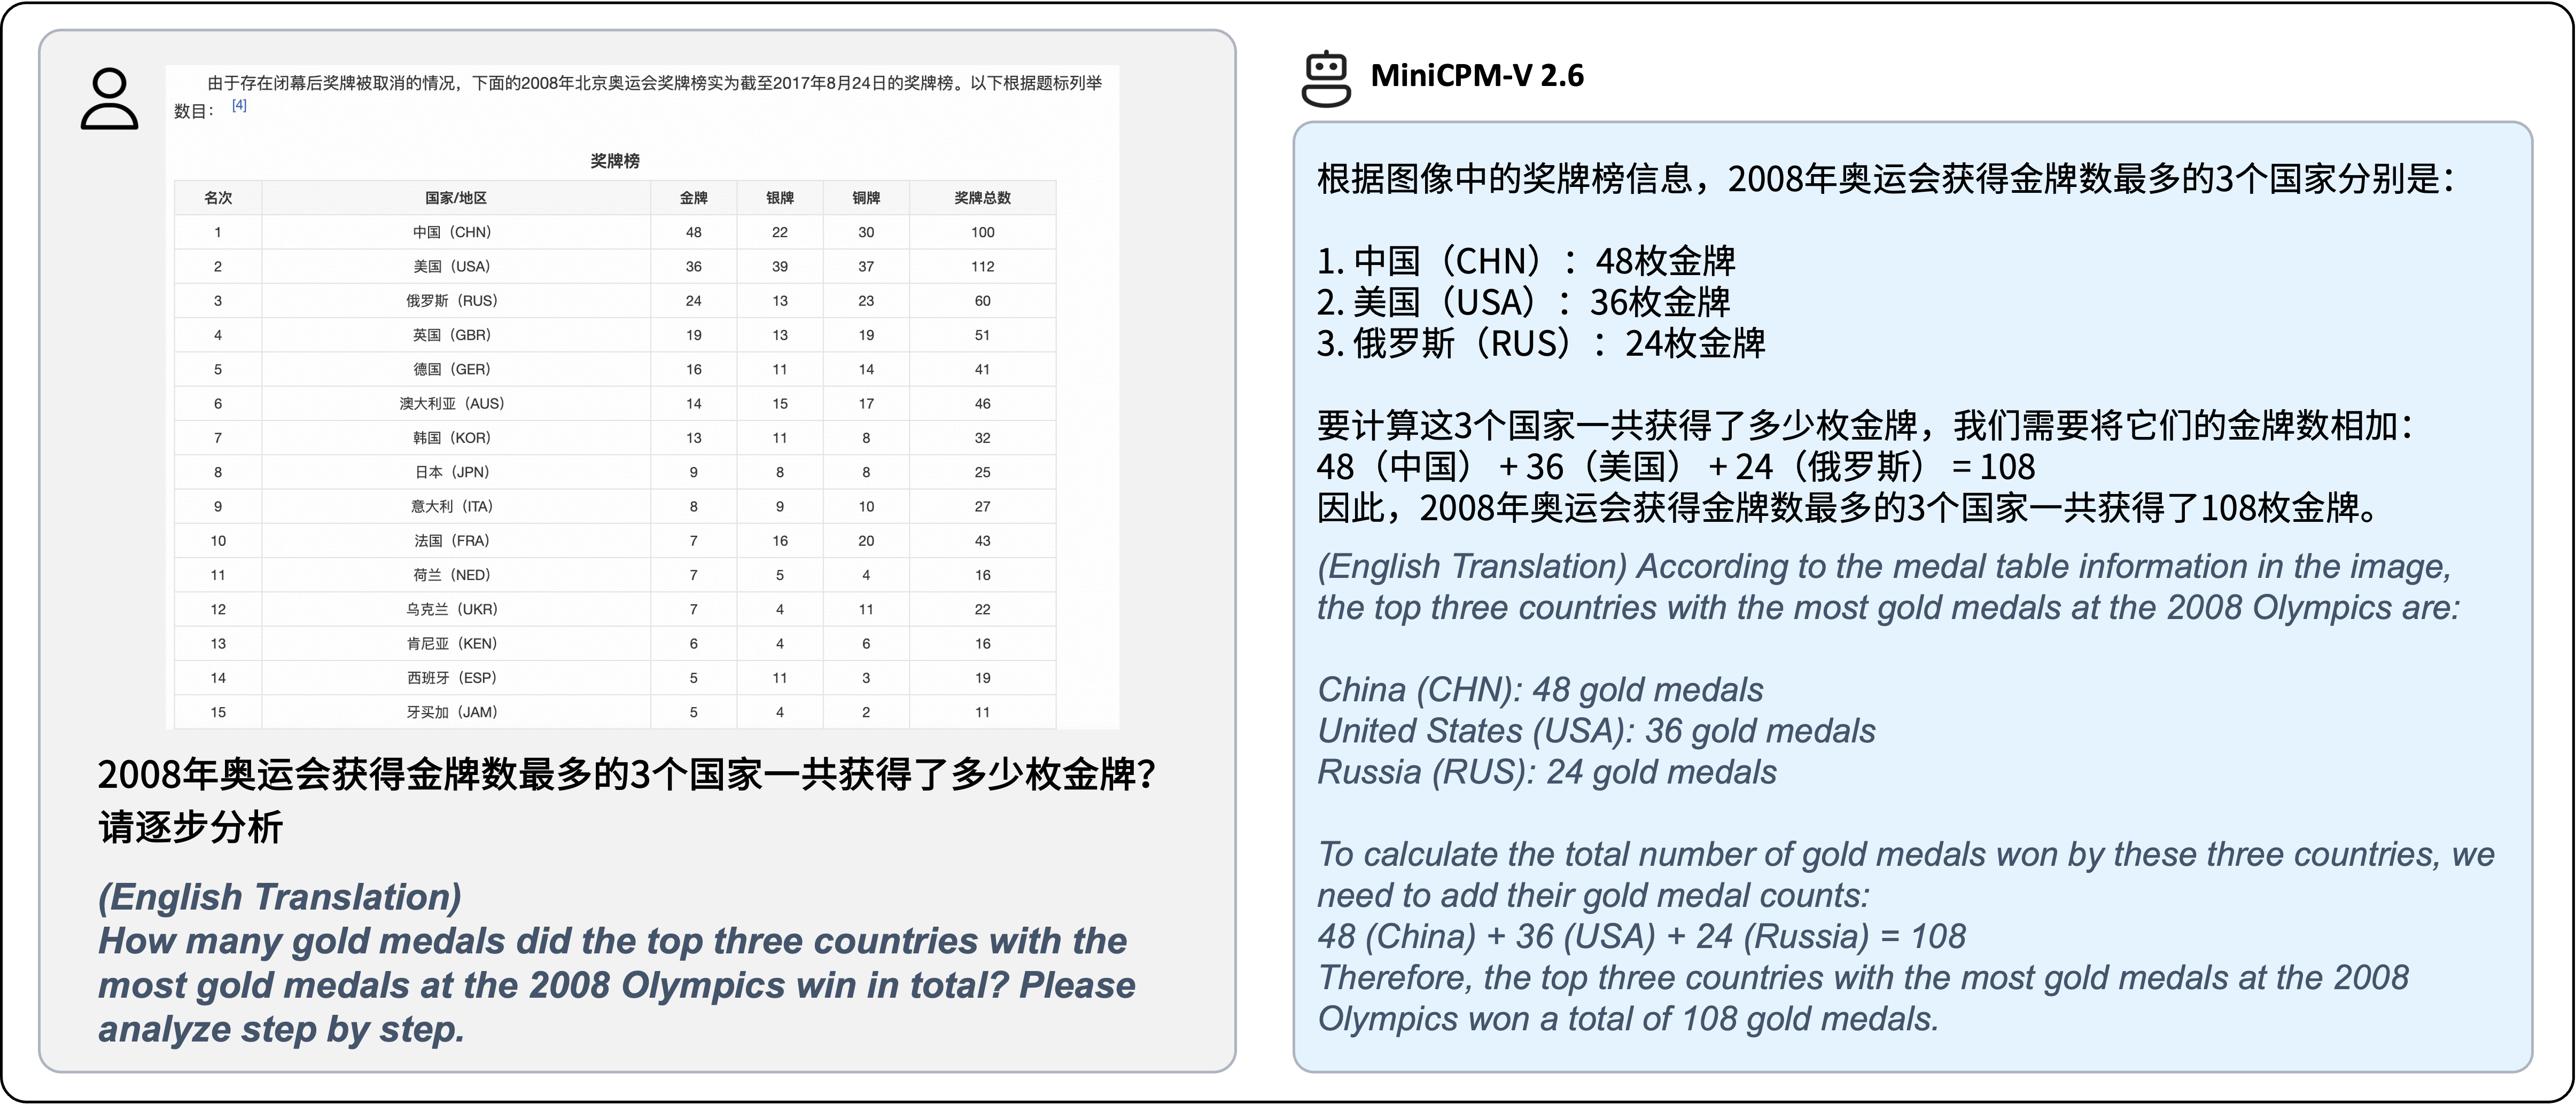 由于存在闭幕后奖牌被取消的情况，下面的2008年北京奥运会奖牌榜实为截至2017年8月24日的奖牌榜。以下根据题标列举
数目： [4]
奖牌榜
名次 国家/地区 金牌 银牌 铜牌 奖牌总数
1 中国（CHN） 48 22 30 100
2 美国（USA） 36 39 37 112
3 俄罗斯（RUS） 24 13 23 60
4 英国（GBR） 19 13 19 51
5 德国（GER） 16 11 14 41
6 澳大利亚（AUS） 14 15 17 46
7 韩国（KOR） 13 11 8 32
8 日本（JPN） 9 8 8 25
9 意大利（ITA） 8 9 10 27
10 法国（FRA） 7 16 20 43
11 荷兰（NED） 7 5 4 16
12 乌克兰（UKR） 7 4 11 22
13 肯尼亚（KEN） 6 4 6 16
14 西班牙（ESP） 5 11 3 19
15 牙买加（JAM） 5 4 2 11
2008年奥运会获得金牌数最多的3个国家一共获得了多少枚金牌？
请逐步分析
(English Translation)
How many gold medals did the top three countries with the
most gold medals at the 2008 Olympics win in total? Please
analyze step by step.
MiniCPM-V 2.6
根据图像中的奖牌榜信息，2008年奥运会获得金牌数最多的3个国家分别是：
1. 中国（CHN）：48枚金牌
2. 美国（USA）：36枚金牌
3. 俄罗斯（RUS）：24枚金牌
要计算这3个国家一共获得了多少枚金牌，我们需要将它们的金牌数相加：
48（中国） + 36（美国） + 24（俄罗斯） = 108
因此，2008年奥运会获得金牌数最多的3个国家一共获得了108枚金牌。
(English Translation) According to the medal table information in the image,
the top three countries with the most gold medals at the 2008 Olympics are:
China (CHN): 48 gold medals
United States (USA): 36 gold medals
Russia (RUS): 24 gold medals
To calculate the total number of gold medals won by these three countries, we
need to add their gold medal counts:
48 (China) + 36 (USA) + 24 (Russia) = 108
Therefore, the top three countries with the most gold medals at the 2008
Olympics won a total of 108 gold medals.